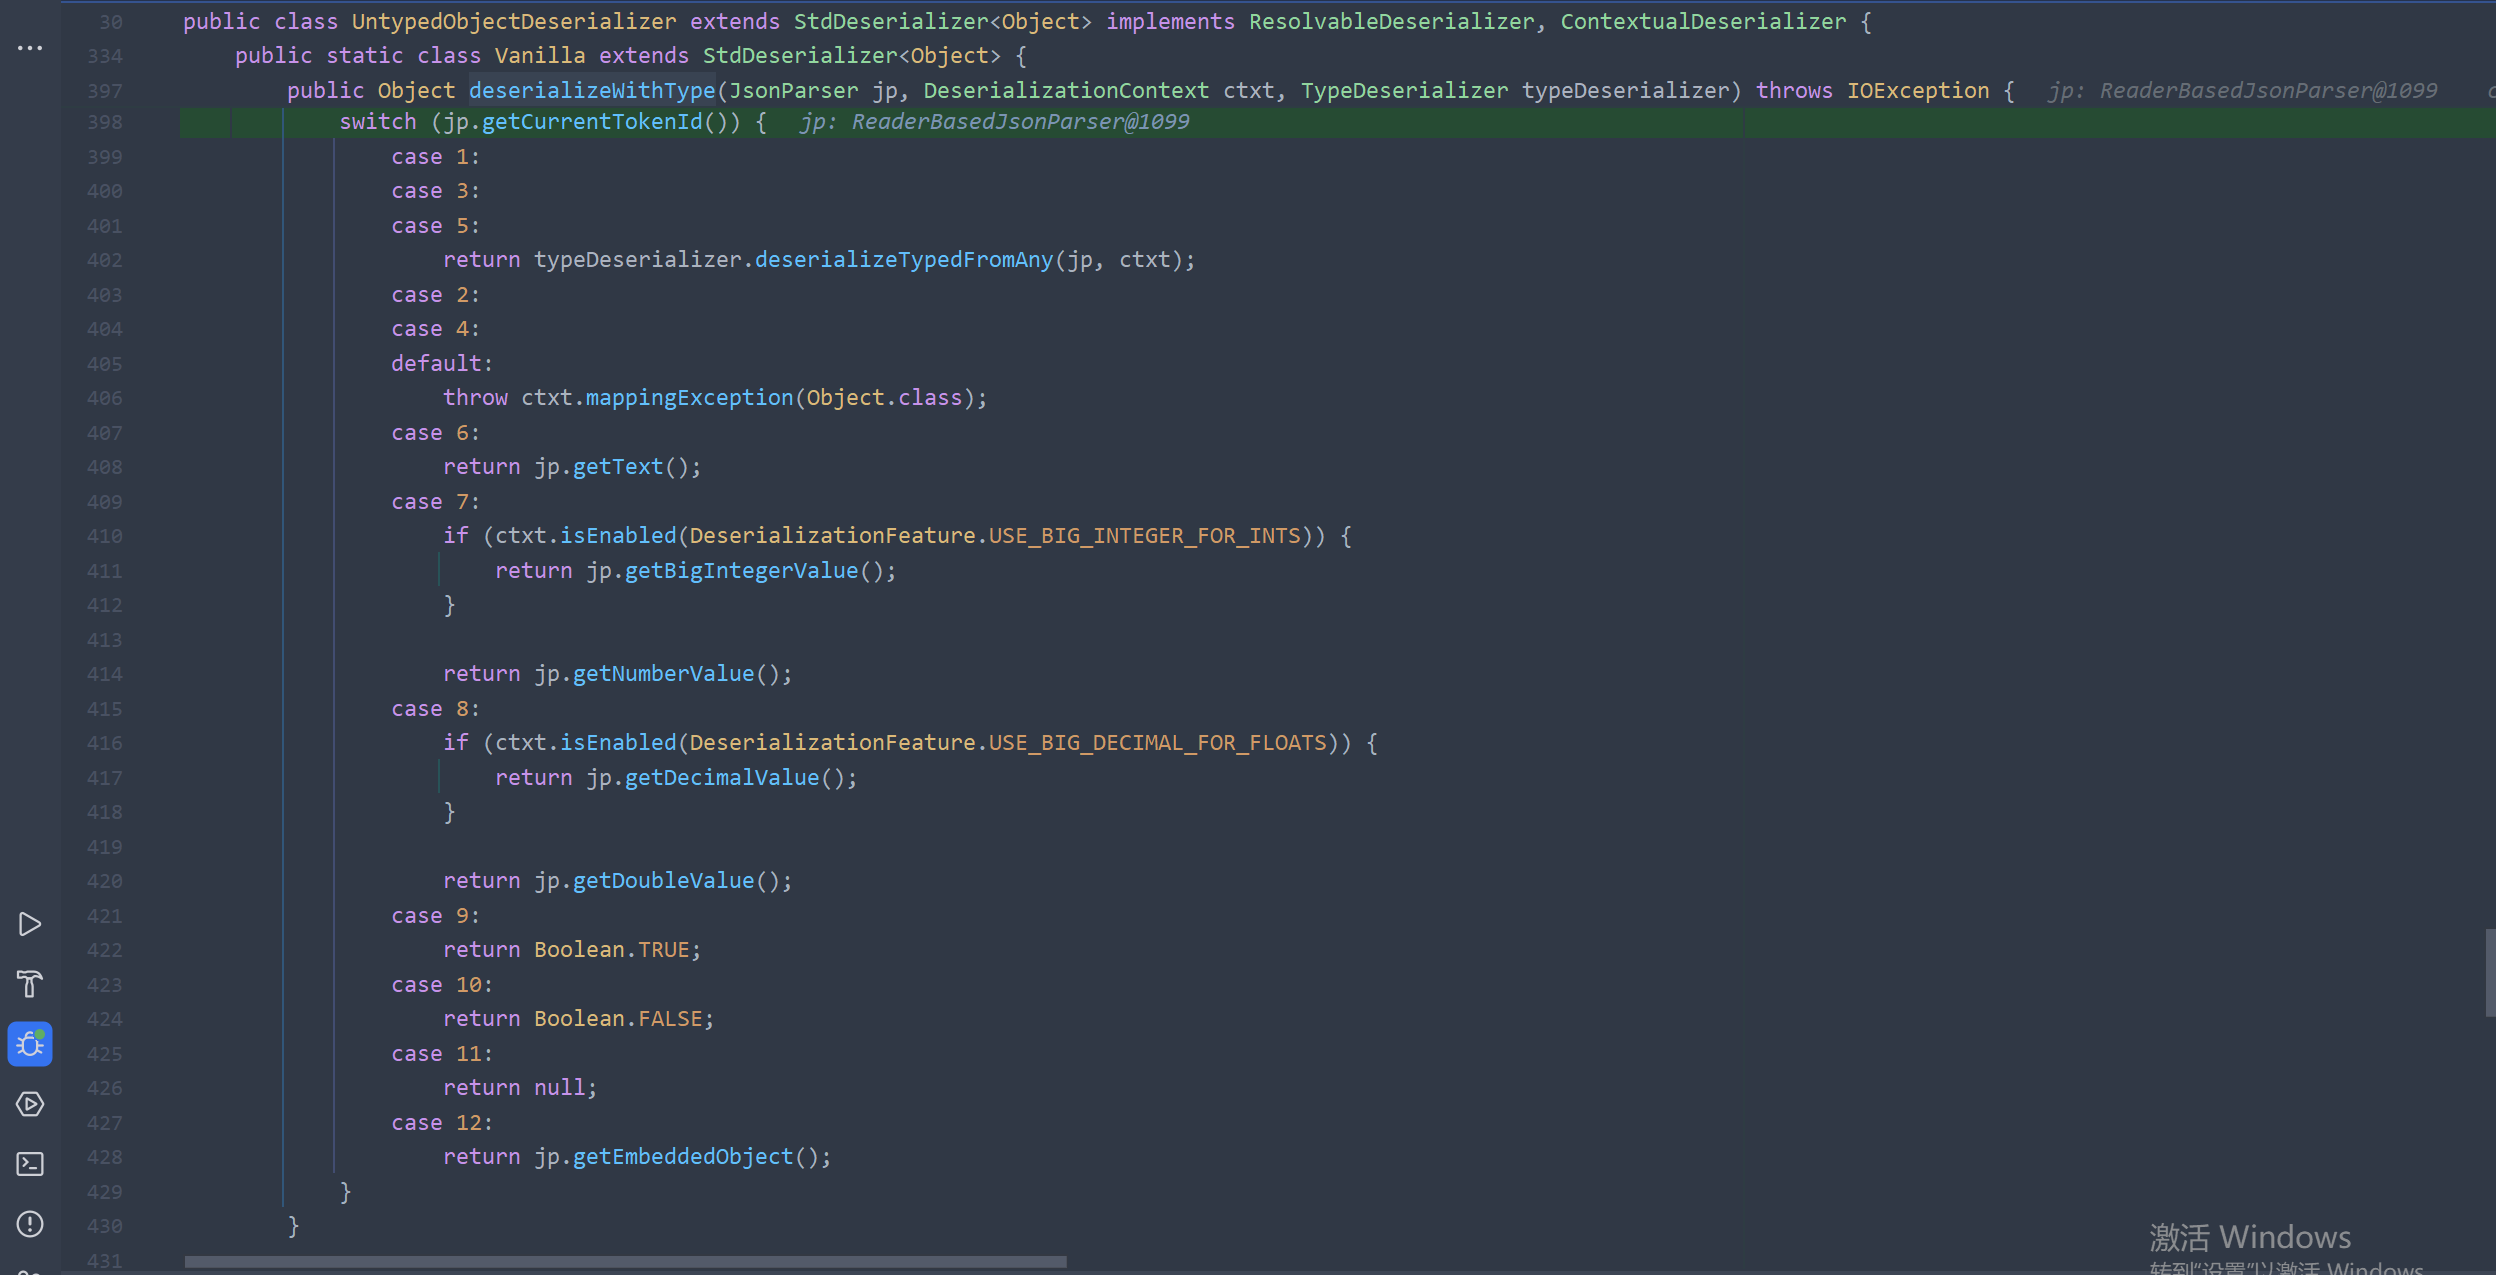 30 public class UntypedObjectDeserializer extends StdDeserializer<Object> implements ResolvableDeserializer, ContextualDeserializer {
334 public static class Vanilla extends StdDeserializer<Object> {
397 public Object deserializeWithType(JsonParser jp, DeserializationContext ctxt, TypeDeserializer typeDeserializer) throws IOException { jp: ReaderBasedJsonParser@1099
398 switch (jp.getCurrentTokenId()) { jp: ReaderBasedJsonParser@1099
399 case 1:
400 case 3:
401 case 5:
402 return typeDeserializer.deserializeTypedFromAny(jp, ctxt);
403 case 2:
404 case 4:
405 default:
406 throw ctxt.mappingException(Object.class);
407 case 6:
408 return jp.getText();
409 case 7:
410 if (ctxt.isEnabled(DeserializationFeature.USE_BIG_INTEGER_FOR_INTS)) {
411 return jp.getBigIntegerValue();
412 }
413
414 return jp.getNumberValue();
415 case 8:
416 if (ctxt.isEnabled(DeserializationFeature.USE_BIG_DECIMAL_FOR_FLOATS)) {
417 return jp.getDecimalValue();
418 }
419
420 return jp.getDoubleValue();
421 case 9:
422 return Boolean.TRUE;
423 case 10:
424 return Boolean.FALSE;
425 case 11:
426 return null;
427 case 12:
428 return jp.getEmbeddedObject();
429 }
430 }
431
激活 Windows
转到"设置"以激活 Windows